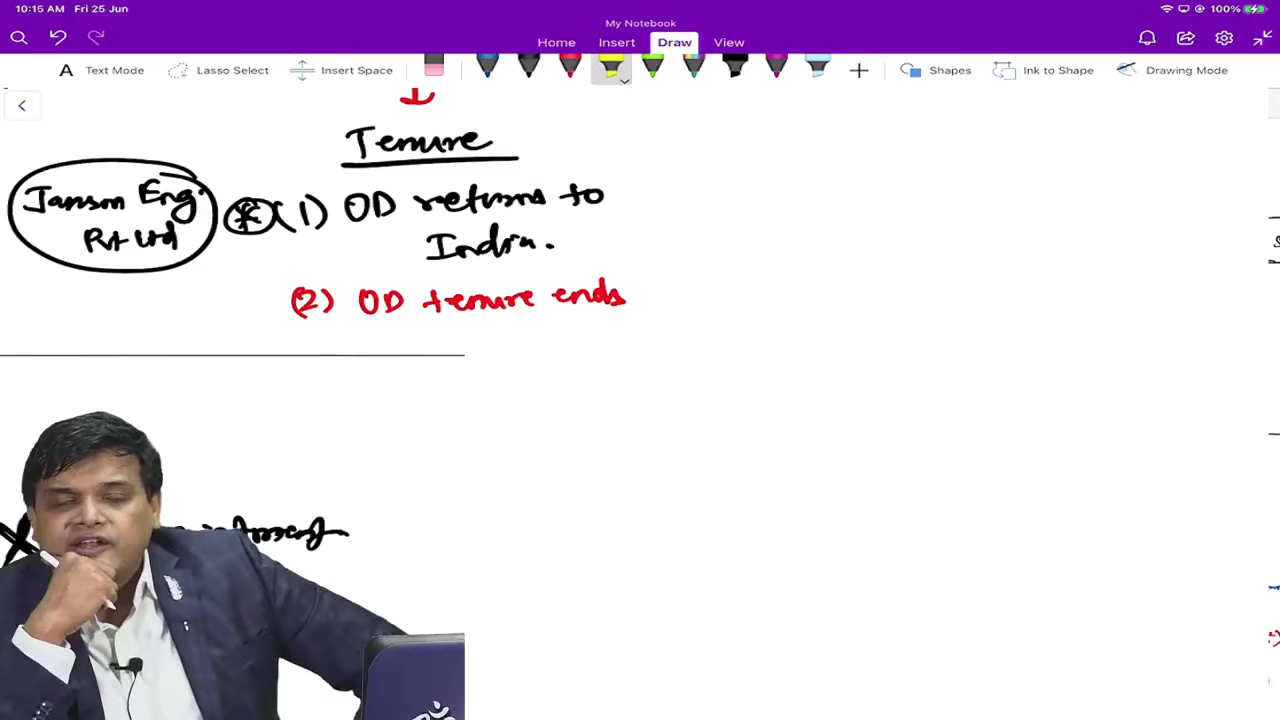 10:15 AM Fri 25 Jun
100%
My Notebook
Home Insert Draw View
Text Mode Lasso Select Insert Space Shapes Ink to Shape Drawing Mode
Tenure
Janson Eng.
Pvt Ltd
(1) OD returns to
India.
(2) OD tenure ends